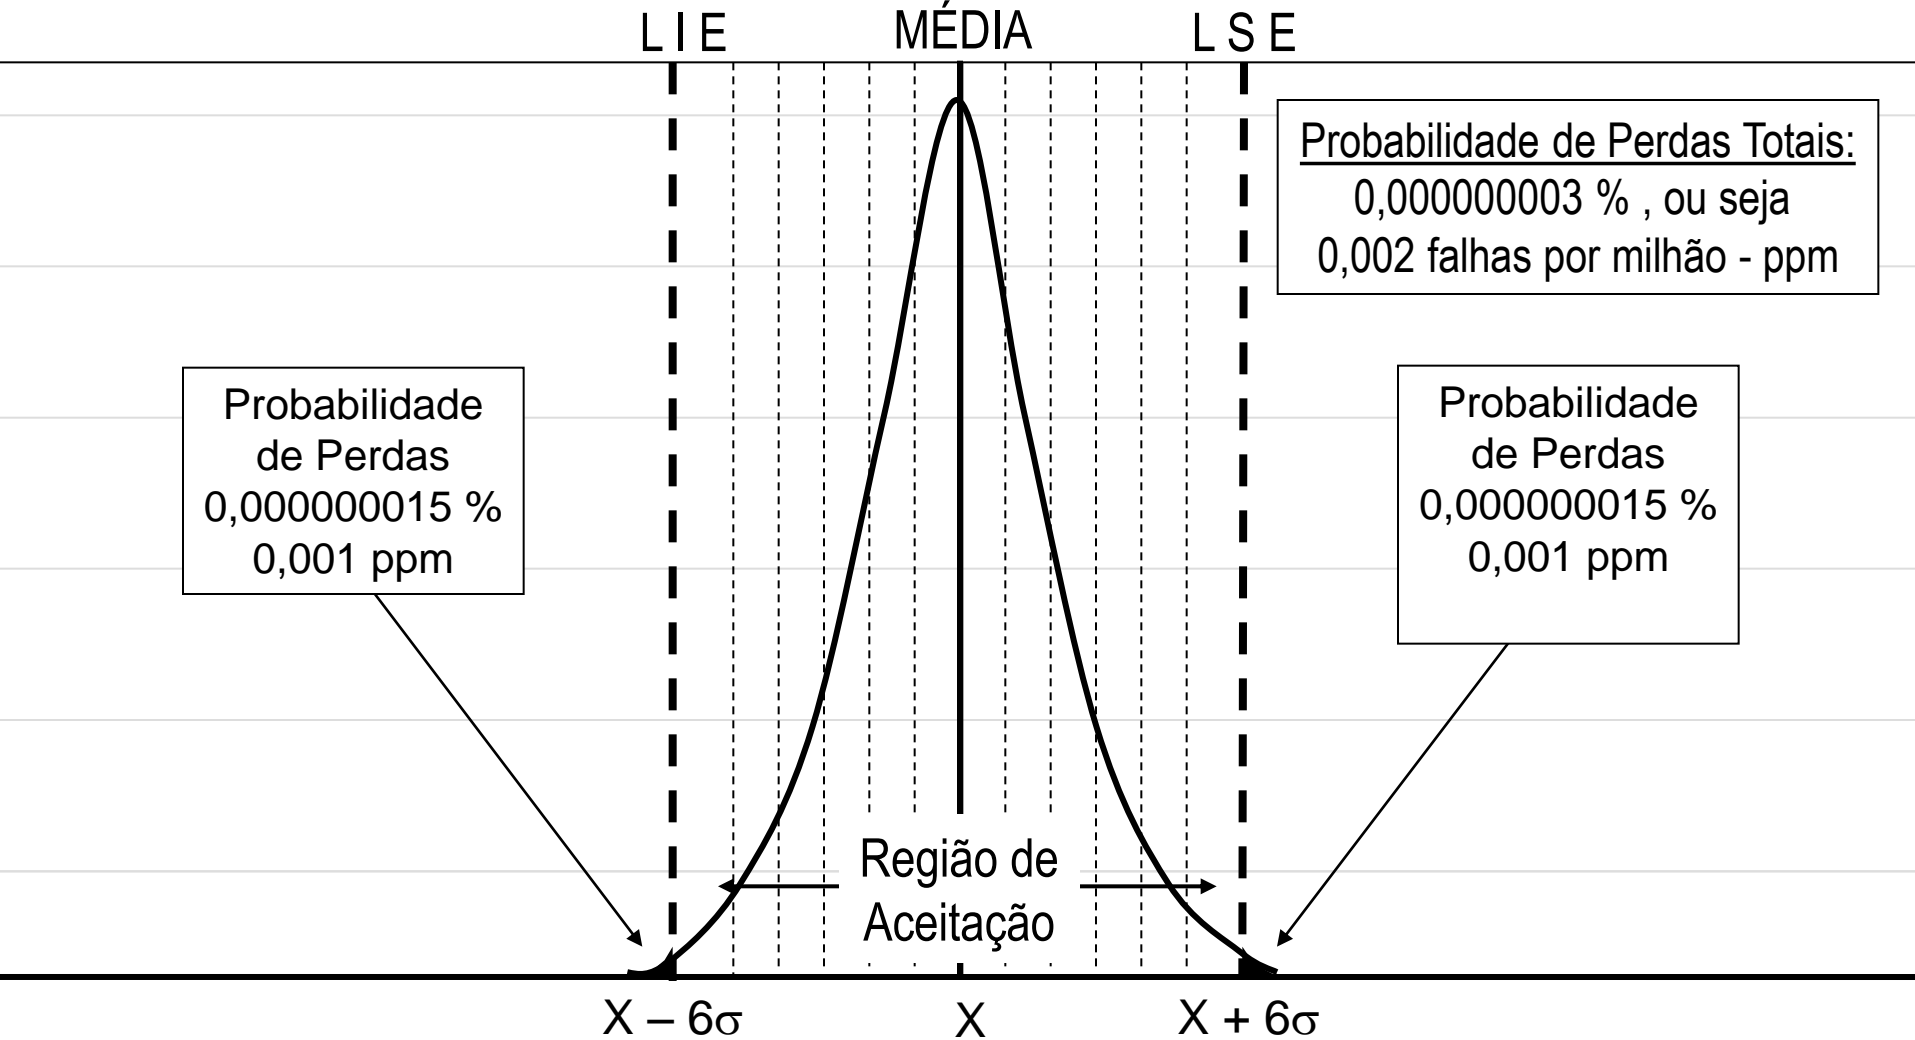 L I E
MÉDIA
L S E
Probabilidade de Perdas Totais:
0,000000003 % , ou seja
0,002 falhas por milhão - ppm
Probabilidade
de Perdas
0,000000015 %
0,001 ppm
Probabilidade
de Perdas
0,000000015 %
0,001 ppm
Região de
Aceitação
X – 6σ
X
X + 6σ